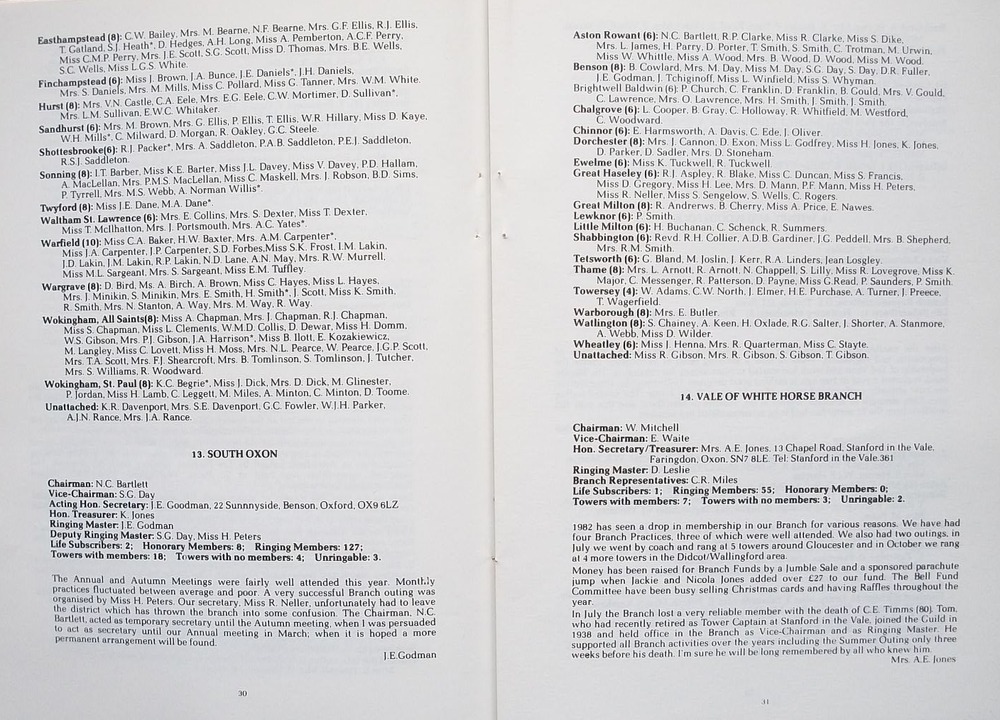 Easthampstead (8): C.W. Bailey, Mrs. M. Bearne, N.F. Bearne, Mrs. G.F. Ellis, R.J. Ellis,
T. Gatland, S.J. Heath*, D. Hedges, A.H. Long, Miss A. Pemberton, A.C.F. Perry,
Miss C.M.P. Perry, Mrs. J.E. Scott, S.G. Scott, Miss D. Thomas, Mrs. B.E. Wells,
S.C. Wells, Miss L.G.S. White.
Finchampstead (6): Miss J. Brown, J.A. Bunce, J.E. Daniels*, J.H. Daniels,
Mrs. S. Daniels, Mrs. M. Mills, Miss C. Pollard, Miss G. Tanner, Mrs. W.M. White.
Hurst (8): Mrs. V.N. Castle, C.A. Eele, Mrs. E.G. Eele, C.W. Mortimer, D. Sullivan*,
Mrs. L.M. Sullivan, E.W.C. Whitaker.
Sandhurst (6): Mrs. M. Brown, Mrs. G. Ellis, P. Ellis, T. Ellis, W.R. Hillary, Miss D. Kaye,
W.H. Mills*, C. Milward, D. Morgan, R. Oakley, G.C. Steele.
Shottesbrooke(6): R.J. Packer*, Mrs. A. Saddleton, P.A.B. Saddleton, P.E.J. Saddleton,
R.S.J. Saddleton.
Sonning (8): I.T. Barber, Miss K.E. Barter, Miss J.L. Davey, Miss V. Davey, P.D. Hallam,
A. MacLellan, Mrs. P.M.S. MacLellan, Miss C. Maskell, Mrs. J. Robson, B.D. Sims,
P. Tyrrell, Mrs. M.S. Webb, A. Norman Willis*.
Twyford (8): Miss J.E. Dane, M.A. Dane*.
Waltham St. Lawrence (6): Mrs. E. Collins, Mrs. S. Dexter, Miss T. Dexter,
Miss T. McIlhatton, Mrs. J. Portsmouth, Mrs. A.C. Yates*.
Warfield (10): Miss C.A. Baker, H.W. Baxter, Mrs. A.M. Carpenter*,
Miss J.A. Carpenter, J.P. Carpenter, S.D. Forbes,Miss S.K. Frost, I.M. Lakin,
J.D. Lakin, J.M. Lakin, R.P. Lakin, N.D. Lane, A.N. May, Mrs. R.W. Murrell,
Miss M.L. Sargeant, Mrs. S. Sargeant, Miss E.M. Tuffley.
Wargrave (8): D. Bird, Ms. A. Birch, A. Brown, Miss C. Hayes, Miss L. Hayes,
Mrs. J. Minikin, S. Minikin, Mrs. E. Smith, H. Smith*, J. Scott, Miss K. Smith,
R. Smith, Mrs. N. Stanton, A. Way, Mrs. M. Way, R. Way.
Wokingham, All Saints(8): Miss A. Chapman, Mrs. J. Chapman, R.J. Chapman,
Miss S. Chapman, Miss L. Clements, W.M.D. Collis, D. Dewar, Miss H. Domm,
W.S. Gibson, Mrs. P.J. Gibson, J.A. Harrison*, Miss B. Ilott, E. Kozakiewicz,
M. Langley, Miss C. Lovett, Miss H. Moss, Mrs. N.L. Pearce, W. Pearce, J.G.P. Scott,
Mrs. T.A. Scott, Mrs. F.J. Shearcroft, Mrs. B. Tomlinson, S. Tomlinson, J. Tutcher,
Mrs. S. Williams, R. Woodward.
Wokingham, St. Paul (8): K.C. Begrie*, Miss J. Dick, Mrs. D. Dick, M. Glinester,
P. Jordan, Miss H. Lamb, C. Leggett, M. Miles, A. Minton, C. Minton, D. Toome.
Unattached: K.R. Davenport, Mrs. S.E. Davenport, G.C. Fowler, W.J.H. Parker,
A.J.N. Rance, Mrs. J.A. Rance.
13. SOUTH OXON
Chairman: N.C. Bartlett
Vice-Chairman: S.G. Day
Acting Hon. Secretary: J.E. Goodman, 22 Sunnnyside, Benson, Oxford, OX9 6LZ
Hon. Treasurer: K. Jones
Ringing Master: J.E. Godman
Deputy Ringing Master: S.G. Day, Miss H. Peters
Life Subscribers: 2; Honorary Members: 8; Ringing Members: 127;
Towers with members: 18; Towers with no members: 4; Unringable: 3.
The Annual and Autumn Meetings were fairly well attended this year. Monthly
practices fluctuated between average and poor. A very successful Branch outing was
organised by Miss H. Peters. Our secretary, Miss R. Neller, unfortunately had to leave
the district which has thrown the branch into some confusion. The Chairman, N.C.
Bartlett, acted as temporary secretary until the Autumn meeting, when I was persuaded
to act as secretary until our Annual meeting in March; when it is hoped a more
permanent arrangement will be found.
J.E.Godman
30
Aston Rowant (6): N.C. Bartlett, R.P. Clarke, Miss R. Clarke, Miss S. Dike,
Mrs. L. James, H. Parry, D. Porter, T. Smith, S. Smith, C. Trotman, M. Urwin,
Miss W. Whittle, Miss A. Wood, Mrs. B. Wood, D. Wood, Miss M. Wood.
Benson (8): B. Cowlard, Mrs. M. Day, Miss M. Day, S.G. Day, S. Day, D.R. Fuller,
J.E. Godman, J. Tchiginoff, Miss L. Winfield, Miss S. Whyman.
Brightwell Baldwin (6): P. Church, C. Franklin, D. Franklin, B. Gould, Mrs. V. Gould,
C. Lawrence, Mrs. O. Lawrence, Mrs. H. Smith, J. Smith, J. Smith.
Chalgrove (6): L. Cooper, B. Gray, C. Holloway, R. Whitfield, M. Westford,
C. Woodward.
Chinnor (6): E. Harmsworth, A. Davis, C. Ede, J. Oliver.
Dorchester (8): Mrs. J. Cannon, D. Exon, Miss L. Godfrey, Miss H. Jones, K. Jones,
D. Parker, D. Sadler, Mrs. D. Stoneham.
Ewelme (6): Miss K. Tuckwell, R. Tuckwell.
Great Haseley (6): R.J. Aspley, R. Blake, Miss C. Duncan, Miss S. Francis,
Miss D. Gregory, Miss H. Lee, Mrs. D. Mann, P.F. Mann, Miss H. Peters,
Miss R. Neller, Miss S. Sengelow, S. Wells, C. Rogers.
Great Milton (8): R. Andrerws, B. Cherry, Miss A. Price, E. Nawes.
Lewknor (6): P. Smith.
Little Milton (6): H. Buchanan, C. Schenck, R. Summers.
Shabbington (6): Revd. R.H. Collier, A.D.B. Gardiner, J.G. Peddell, Mrs. B. Shepherd,
Mrs. R.M. Smith.
Tetsworth (6): G. Bland, M. Joslin, J. Kerr, R.A. Linders, Jean Losgley.
Thame (8): Mrs. L. Arnott, R. Arnott, N. Chappell, S. Lilly, Miss R. Lovegrove, Miss K.
Major, C. Messenger, R. Patterson, D. Payne, Miss G.Read, P. Saunders, P. Smith.
Towersey (4): W. Adams, C.W. North, J. Elmer, H.E. Purchase, A. Turner, J. Preece,
T. Wagerfield.
Warborough (8): Mrs. E. Butler.
Watlington (8): S. Chainey, A. Keen, H. Oxlade, R.G. Salter, J. Shorter, A. Stanmore,
A. Webb, Miss D. Wilder.
Wheatley (6): Miss J. Henna, Mrs. R. Quarterman, Miss C. Stayte.
Unattached: Miss R. Gibson, Mrs. R. Gibson, S. Gibson, T. Gibson.
14. VALE OF WHITE HORSE BRANCH
Chairman: W. Mitchell
Vice-Chairman: E. Waite
Hon. Secretary/Treasurer: Mrs. A.E. Jones, 13 Chapel Road, Stanford in the Vale,
Faringdon, Oxon, SN7 8LE. Tel: Stanford in the Vale.361
Ringing Master: D. Leslie
Branch Representatives: C.R. Miles
Life Subscribers: 1; Ringing Members: 55; Honorary Members: 0;
Towers with members: 7; Towers with no members: 3; Unringable: 2.
1982 has seen a drop in membership in our Branch for various reasons. We have had
four Branch Practices, three of which were well attended. We also had two outings, in
July we went by coach and rang at 5 towers around Gloucester and in October we rang
at 4 more towers in the Didcot/Wallingford area.
Money has been raised for Branch Funds by a Jumble Sale and a sponsored parachute
jump when Jackie and Nicola Jones added over £27 to our fund. The Bell Fund
Committee have been busy selling Christmas cards and having Raffles throughout the
year.
In July the Branch lost a very reliable member with the death of C.E. Timms (80). Tom,
who had recently retired as Tower Captain at Stanford in the Vale, joined the Guild in
1938 and held office in the Branch as Vice-Chairman and as Ringing Master. He
supported all Branch activities over the years including the Summer Outing only three
weeks before his death. I'm sure he will be long remembered by all who knew him.
Mrs. A.E. Jones
31